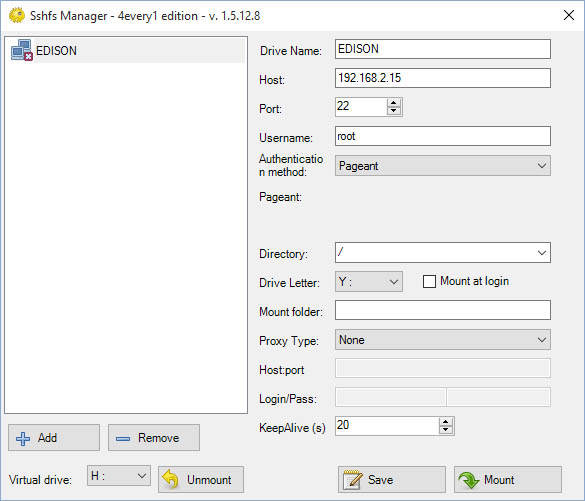 Sshfs Manager - 4every1 edition - v. 1.5.12.8
EDISON
Drive Name: EDISON
Host: 192.168.2.15
Port: 22
Username: root
Authenticatio
n method: Pageant
Pageant:
Directory: /
Drive Letter: Y : Mount at login
Mount folder:
Proxy Type: None
Host:port
Login/Pass:
KeepAlive (s) 20
Add Remove
Virtual drive: H : Unmount Save Mount